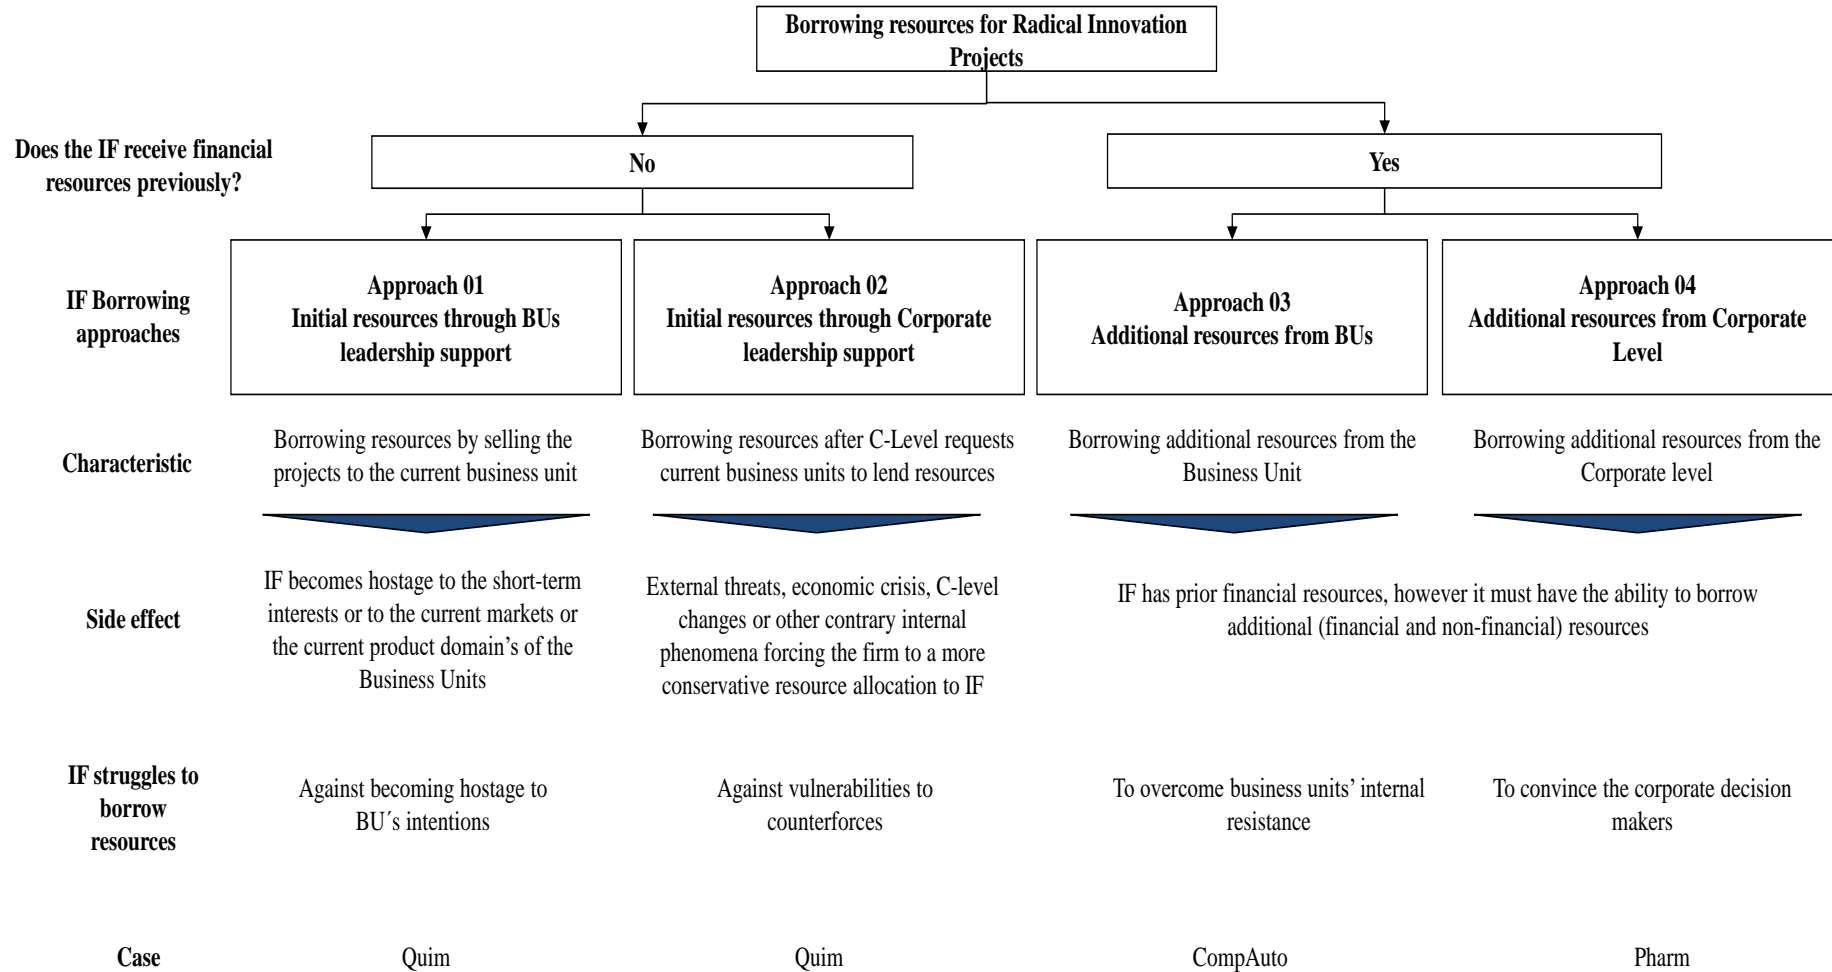 Borrowing resources for Radical Innovation
Projects
Does the IF receive financial
resources previously?
No
Yes
IF Borrowing
approaches
Approach 01
Initial resources through BUs
leadership support
Approach 02
Initial resources through Corporate
leadership support
Approach 03
Additional resources from BUs
Approach 04
Additional resources from Corporate
Level
Characteristic
Borrowing resources by selling the
projects to the current business unit
Borrowing resources after C-Level requests
current business units to lend resources
Borrowing additional resources from the
Business Unit
Borrowing additional resources from the
Corporate level
Side effect
IF becomes hostage to the short-term
interests or to the current markets or
the current product domain’s of the
Business Units
External threats, economic crisis, C-level
changes or other contrary internal
phenomena forcing the firm to a more
conservative resource allocation to IF
IF has prior financial resources, however it must have the ability to borrow
additional (financial and non-financial) resources
IF struggles to
borrow
resources
Against becoming hostage to
BU´s intentions
Against vulnerabilities to
counterforces
To overcome business units’ internal
resistance
To convince the corporate decision
makers
Case
Quim
Quim
CompAuto
Pharm